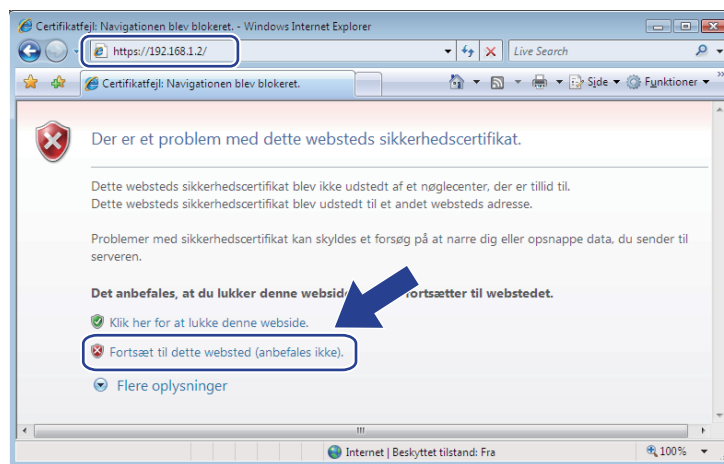 Certifikatfejl: Navigationen blev blokeret. - Windows Internet Explorer
https://192.168.1.2/
Live Search
Certifikatfejl: Navigationen blev blokeret.
Side
Funktioner
Der er et problem med dette websteds sikkerhedscertifikat.
Dette websteds sikkerhedscertifikat blev ikke udstedt af et nøglecenter, der er tillid til.
Dette websteds sikkerhedscertifikat blev udstedt til et andet websteds adresse.
Problemer med sikkerhedscertifikat kan skyldes et forsøg på at narre dig eller opsnappe data, du sender til
serveren.
Det anbefales, at du lukker denne webside fortsætter til webstedet.
Klik her for at lukke denne webside.
Fortsæt til dette websted (anbefales ikke).
Flere oplysninger
Internet | Beskyttet tilstand: Fra
100%